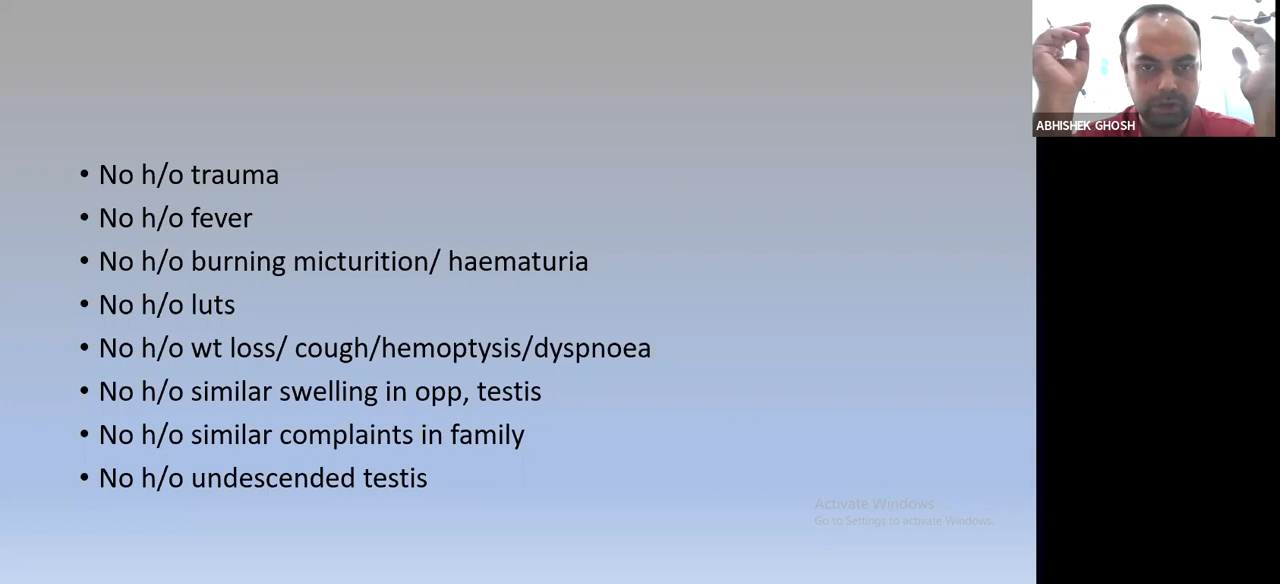 ABHISHEK GHOSH
• No h/o trauma
• No h/o fever
• No h/o burning micturition/ haematuria
• No h/o luts
• No h/o wt loss/ cough/hemoptysis/dyspnoea
• No h/o similar swelling in opp, testis
• No h/o similar complaints in family
• No h/o undescended testis
Activate Windows
Go to Settings to activate Windows.